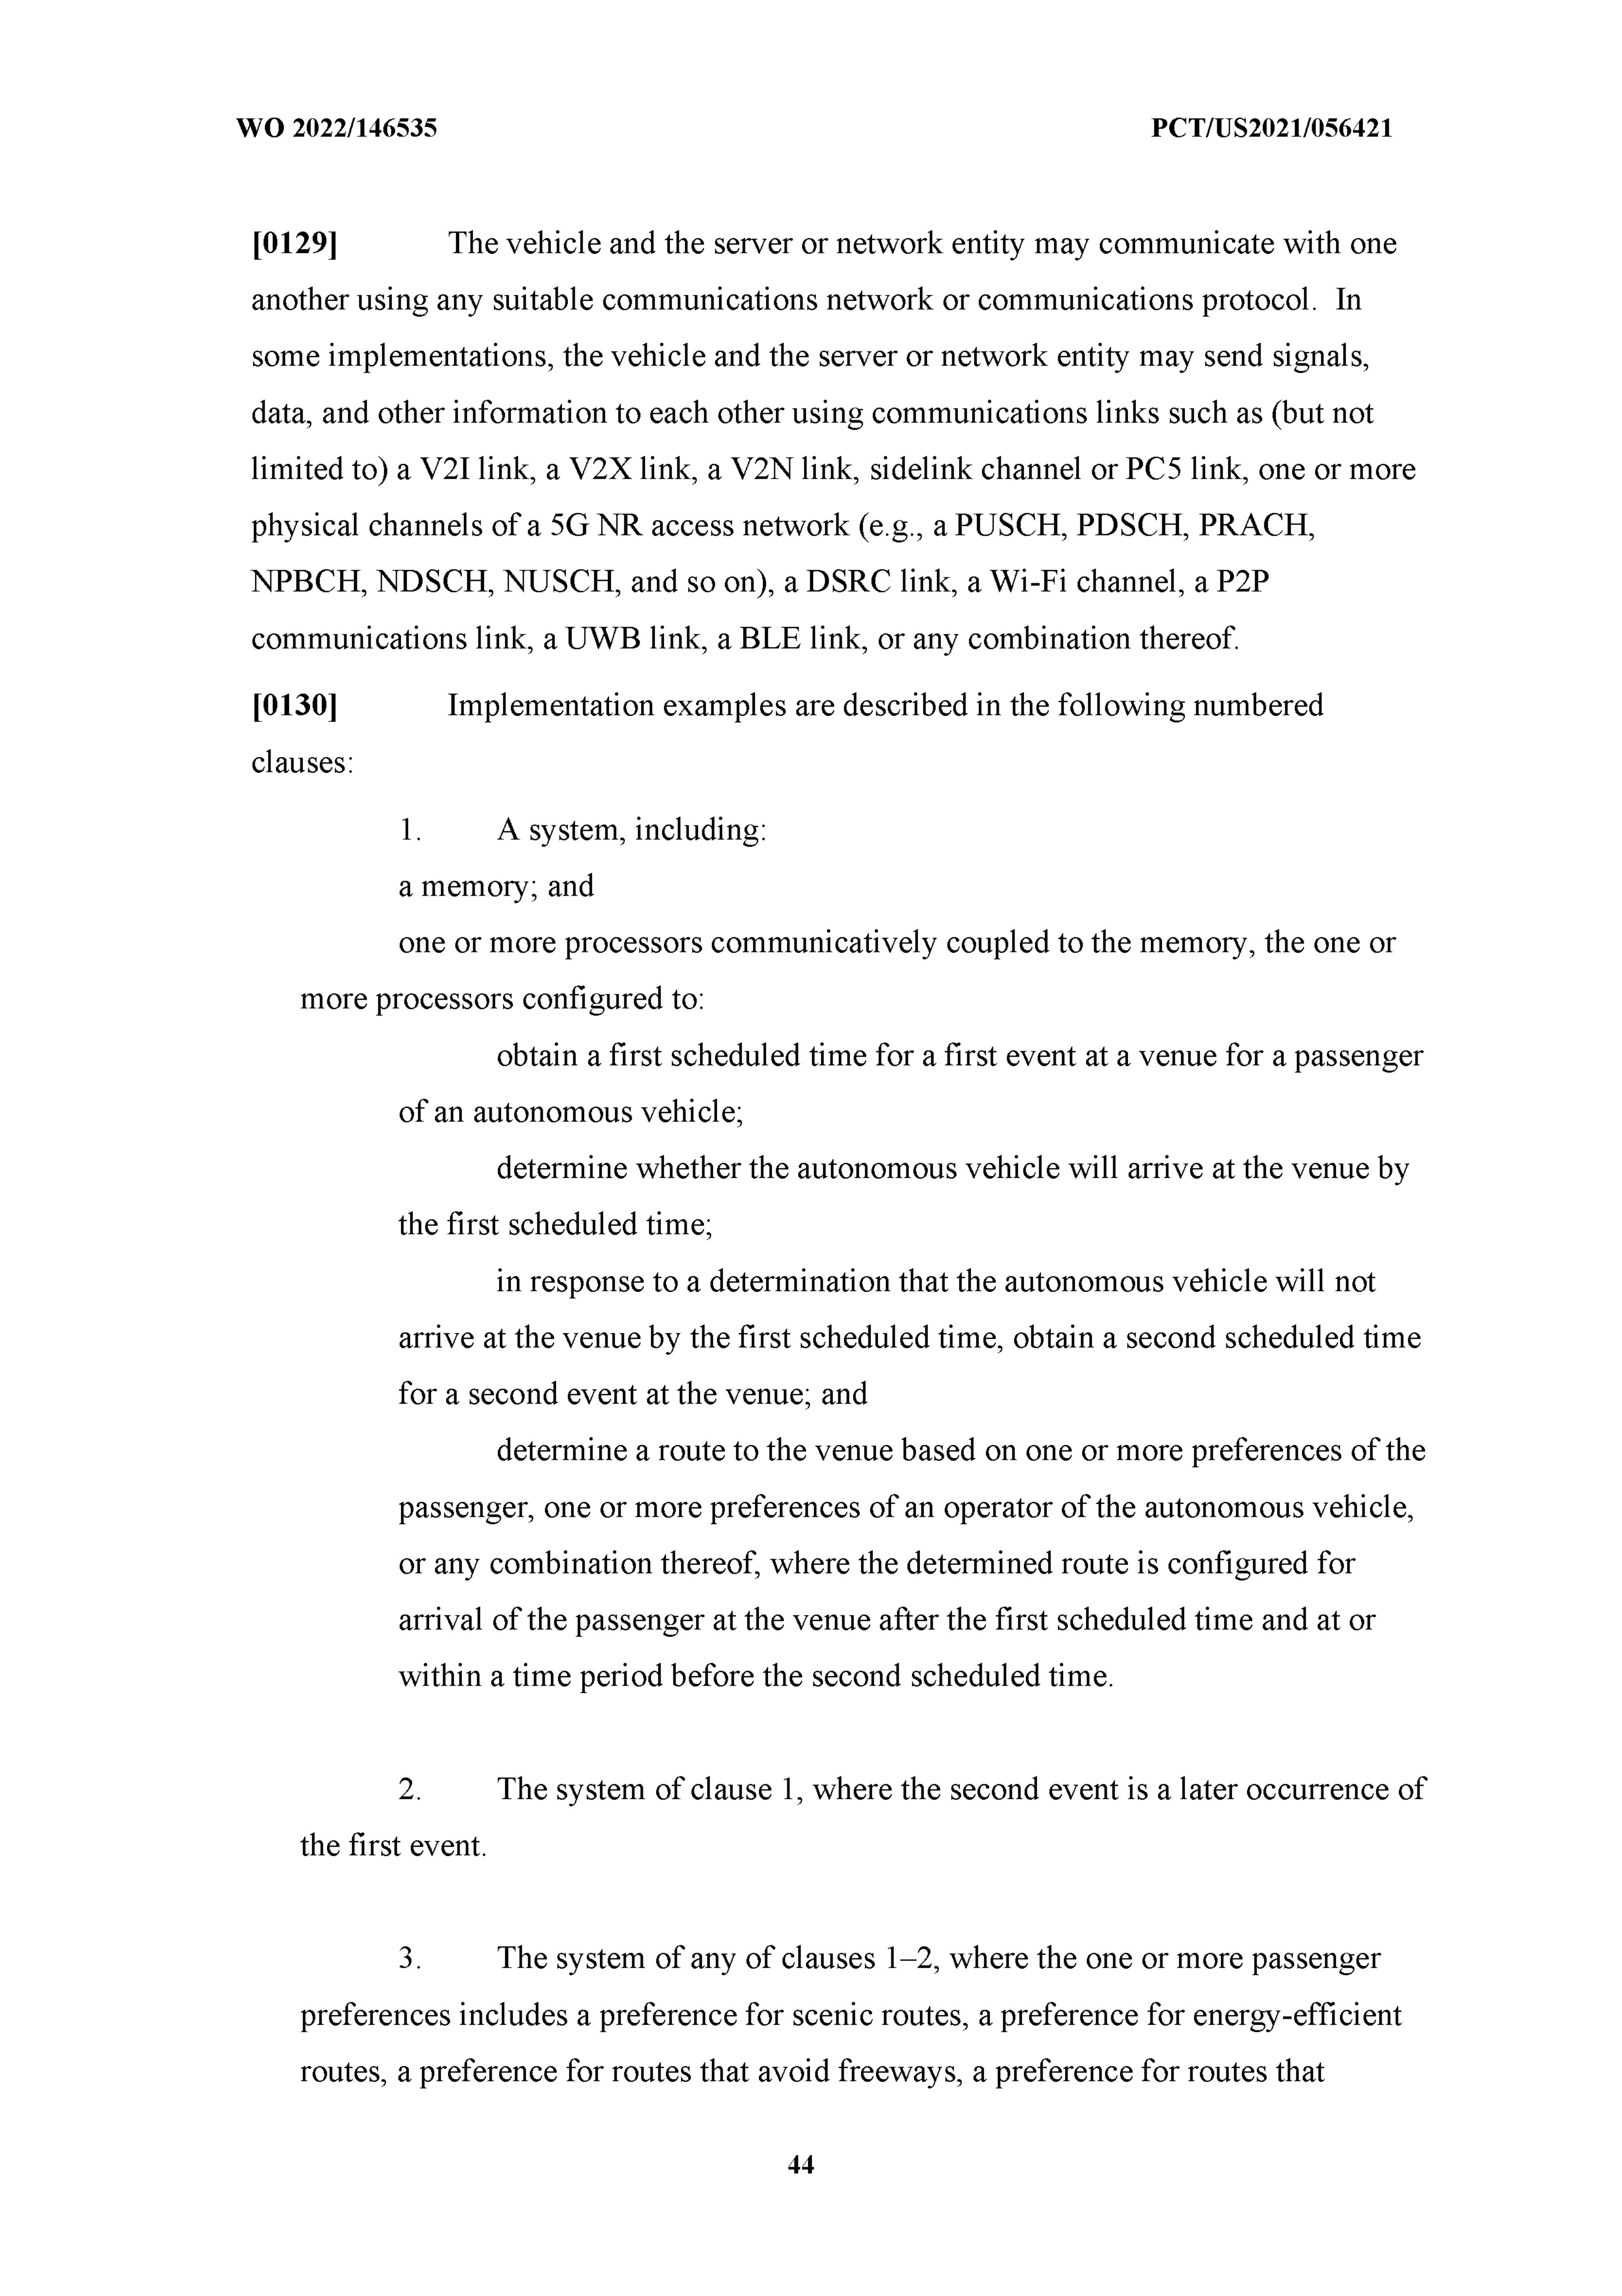 WO 2022/146535 PCT/US2021/056421
[0129] The vehicle and the server or network entity may communicate with one
another using any suitable communications network or communications protocol. In
some implementations, the vehicle and the server or network entity may send signals,
data, and other information to each other using communications links such as (but not
limited to) a V2I link, a V2X link, a V2N link, sidelink channel or PC5 link, one or more
physical channels of a 5G NR access network (e.g., a PUSCH, PDSCH, PRACH,
NPBCH, NDSCH, NUSCH, and so on), a DSRC link, a Wi-Fi channel, a P2P
communications link, a UWB link, a BLE link, or any combination thereof.
[0130] Implementation examples are described in the following numbered
clauses:
1. A system, including:
a memory; and
one or more processors communicatively coupled to the memory, the one or
more processors configured to:
obtain a first scheduled time for a first event at a venue for a passenger
of an autonomous vehicle;
determine whether the autonomous vehicle will arrive at the venue by
the first scheduled time;
in response to a determination that the autonomous vehicle will not
arrive at the venue by the first scheduled time, obtain a second scheduled time
for a second event at the venue; and
determine a route to the venue based on one or more preferences of the
passenger, one or more preferences of an operator of the autonomous vehicle,
or any combination thereof, where the determined route is configured for
arrival of the passenger at the venue after the first scheduled time and at or
within a time period before the second scheduled time.
2. The system of clause 1, where the second event is a later occurrence of
the first event.
3. The system of any of clauses 1–2, where the one or more passenger
preferences includes a preference for scenic routes, a preference for energy-efficient
routes, a preference for routes that avoid freeways, a preference for routes that
44